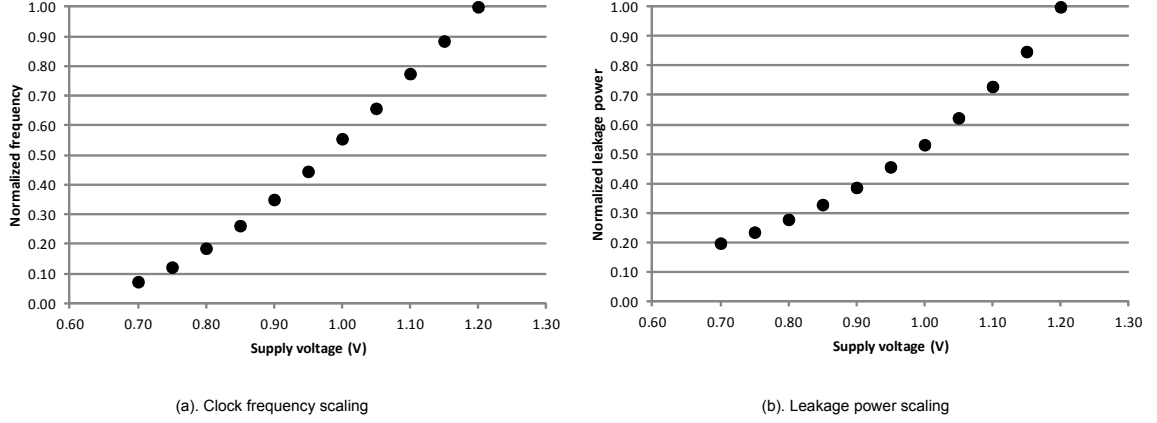 Normalized frequency
1.00
0.90
0.80
0.70
0.60
0.50
0.40
0.30
0.20
0.10
0.00
0.60 0.70 0.80 0.90 1.00 1.10 1.20 1.30
Supply voltage (V)
(a). Clock frequency scaling
Normalized leakage power
1.00
0.90
0.80
0.70
0.60
0.50
0.40
0.30
0.20
0.10
0.00
0.60 0.70 0.80 0.90 1.00 1.10 1.20 1.30
Supply voltage (V)
(b). Leakage power scaling